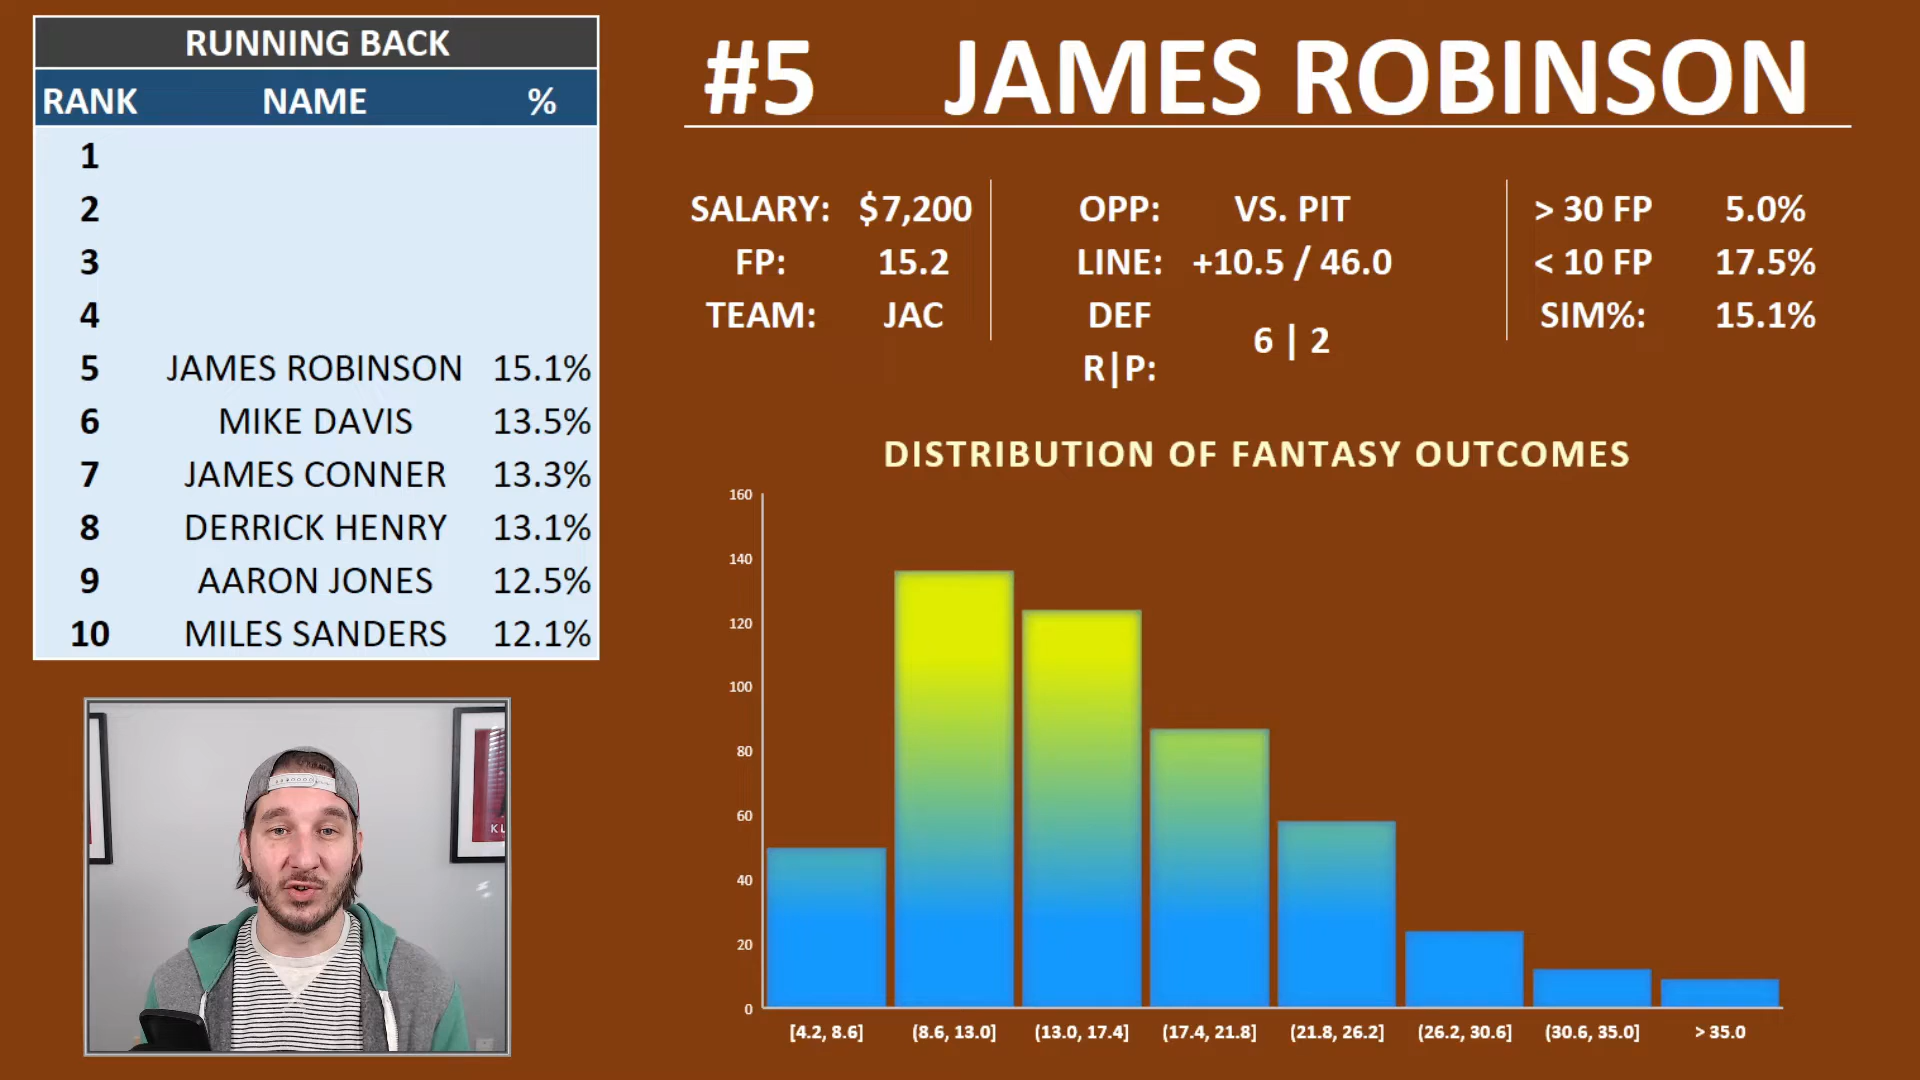 RUNNING BACK
RANK NAME %
1
2
3
4
5 JAMES ROBINSON 15.1%
6 MIKE DAVIS 13.5%
7 JAMES CONNER 13.3%
8 DERRICK HENRY 13.1%
9 AARON JONES 12.5%
10 MILES SANDERS 12.1%
#5 JAMES ROBINSON
SALARY: $7,200
FP: 15.2
TEAM: JAC
OPP: VS. PIT
LINE: +10.5 / 46.0
DEF
R|P:
6 | 2
> 30 FP 5.0%
< 10 FP 17.5%
SIM%: 15.1%
DISTRIBUTION OF FANTASY OUTCOMES
160
140
120
100
80
60
40
20
0
[4.2, 8.6] (8.6, 13.0] (13.0, 17.4] (17.4, 21.8] (21.8, 26.2] (26.2, 30.6] (30.6, 35.0] > 35.0
KL